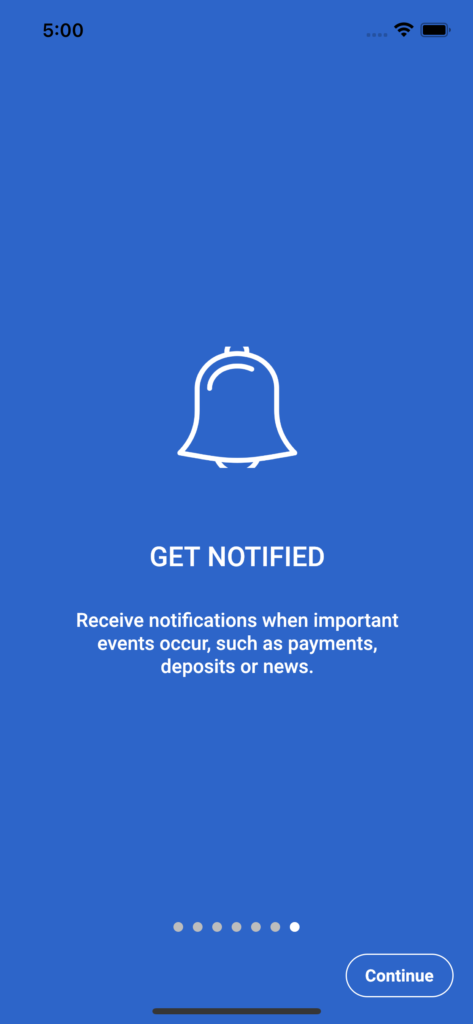 5:00
GET NOTIFIED
Receive notifications when important
events occur, such as payments,
deposits or news.
Continue